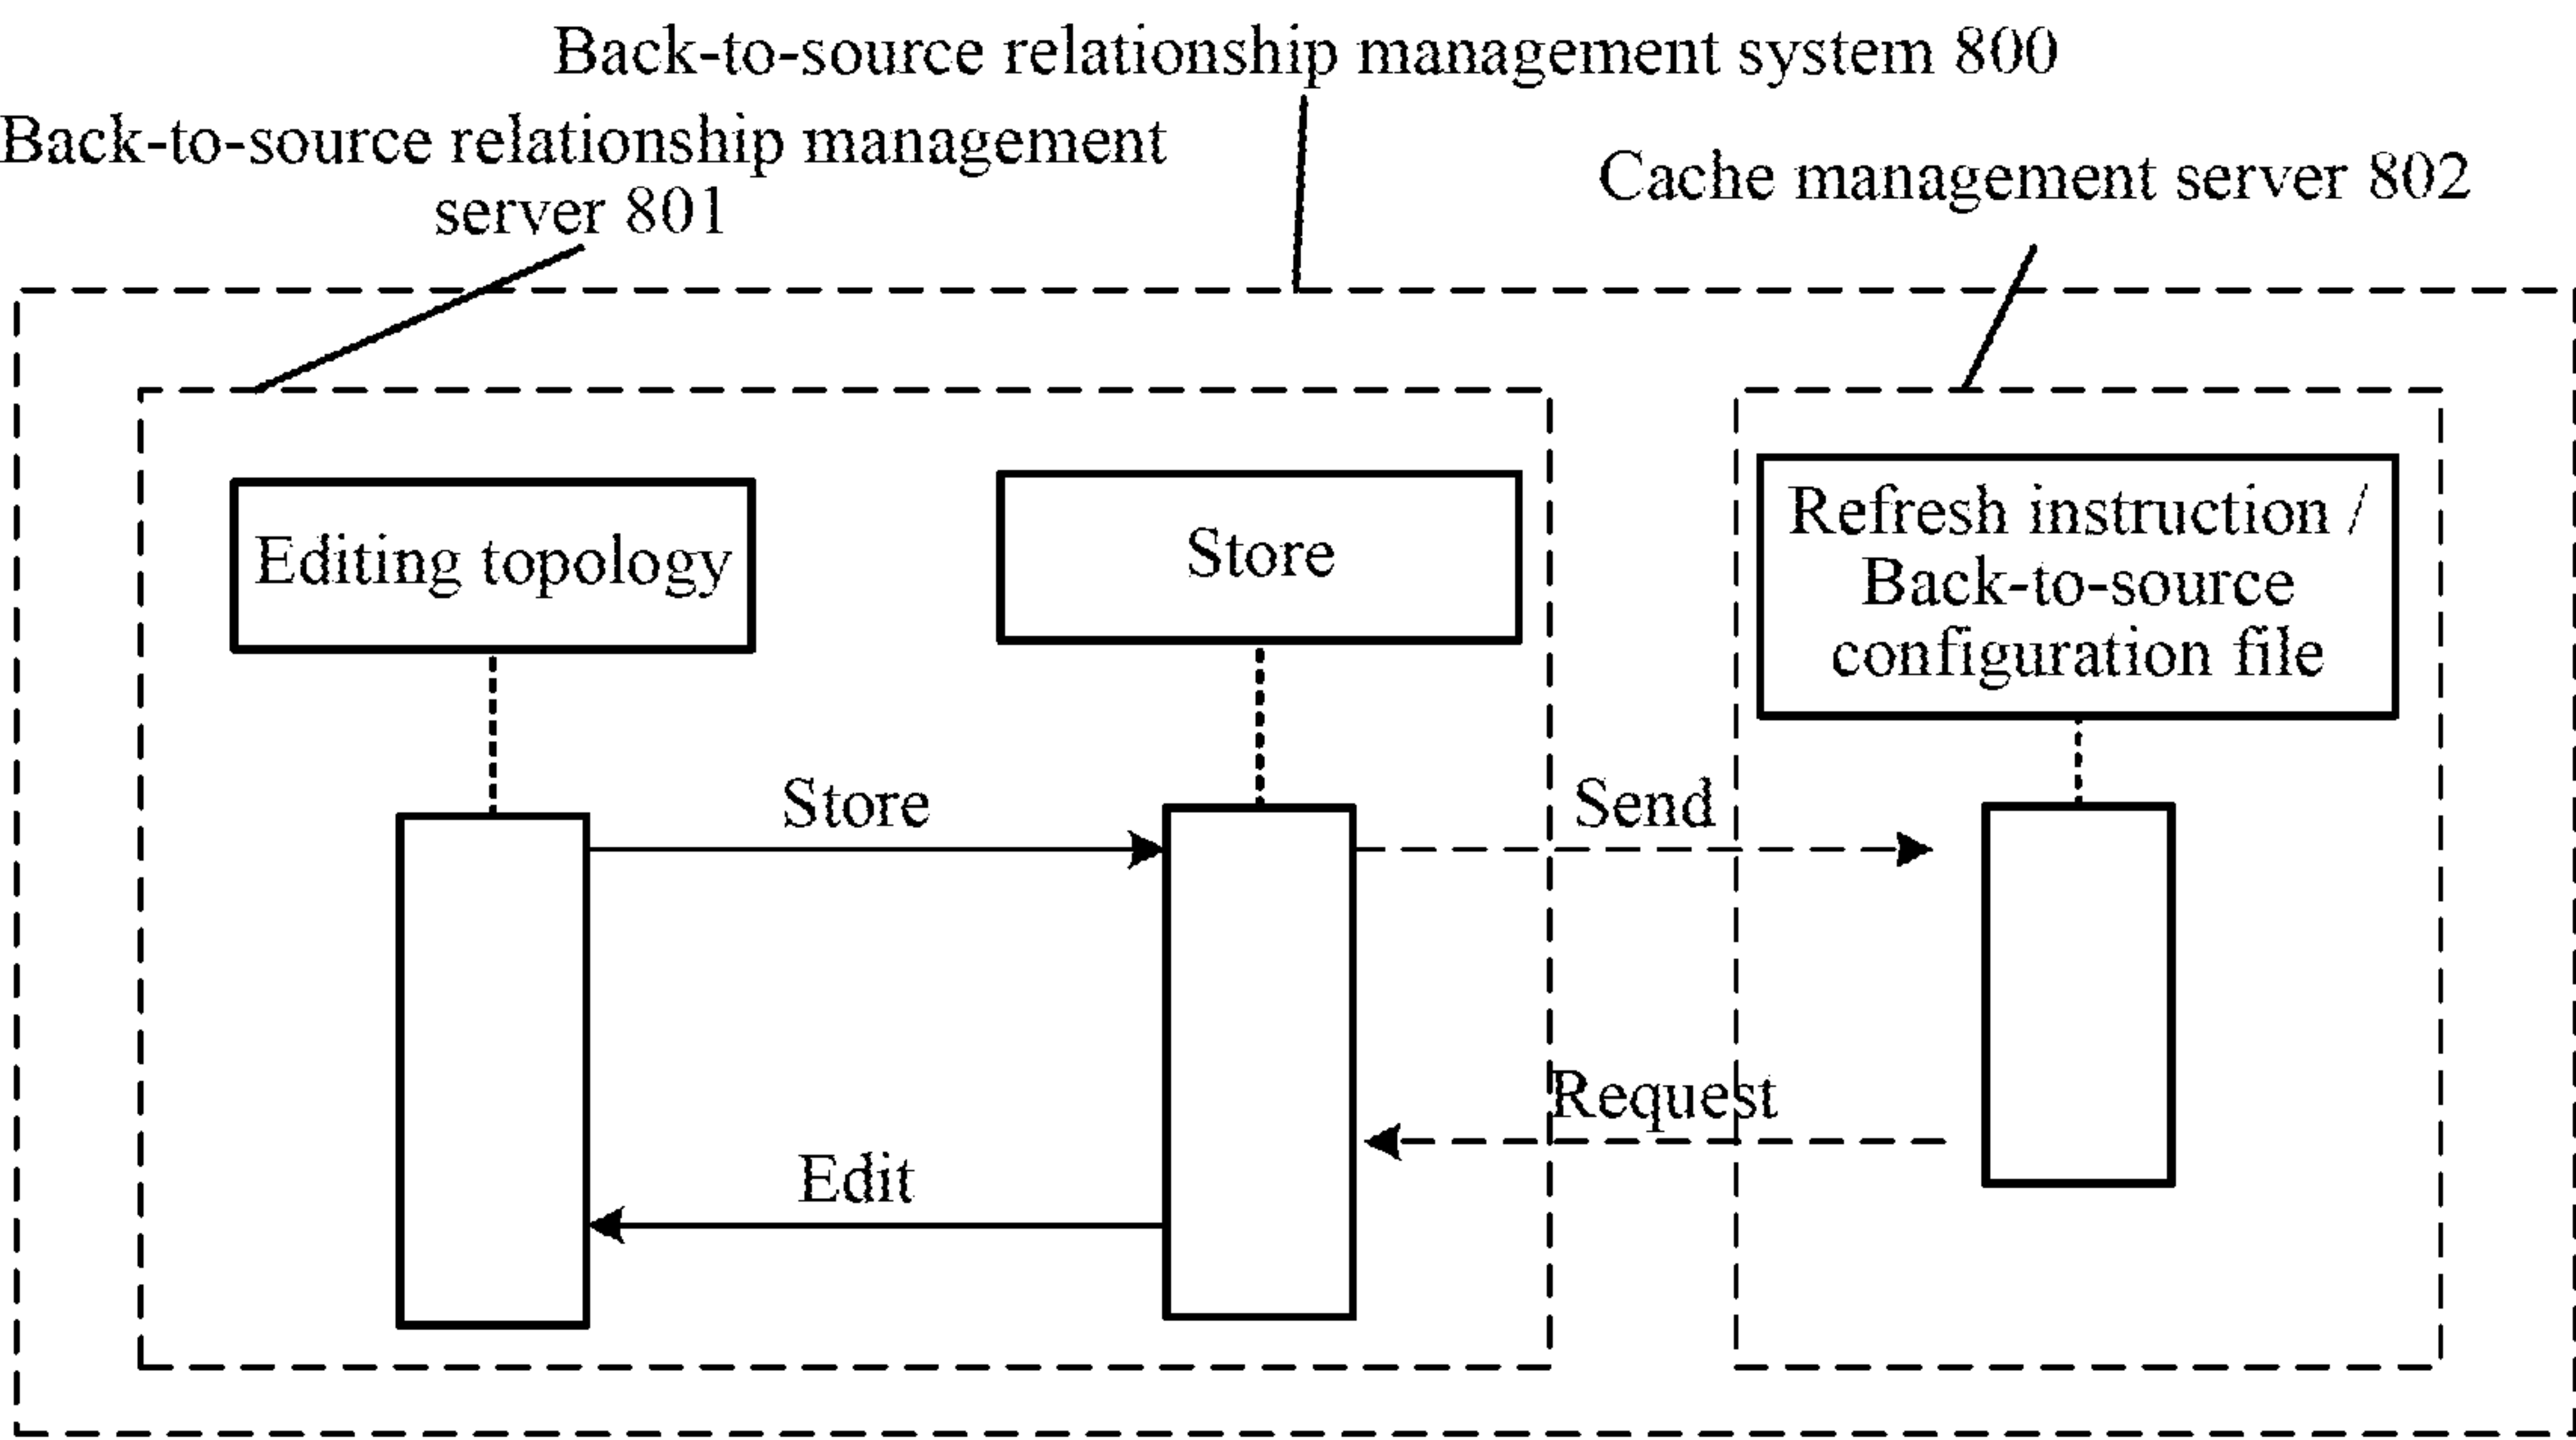 Back-to-source relationship management system 800
Back-to-source relationship management
server 801
Cache management server 802
Editing topology
Store
Refresh instruction /
Back-to-source
configuration file
Store
Send
Request
Edit